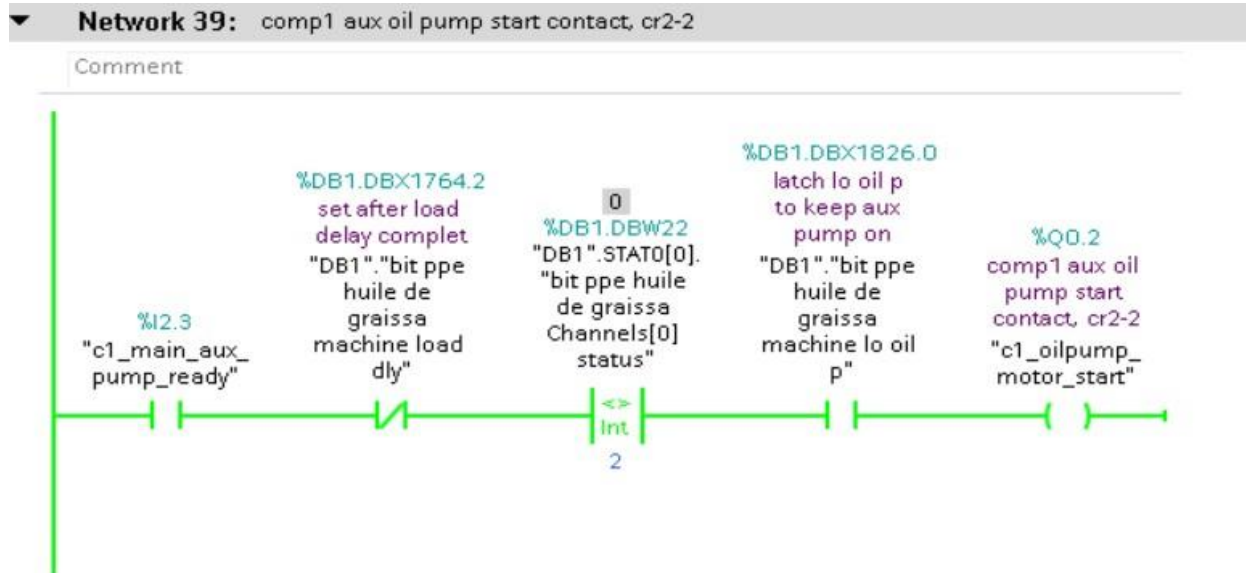 Network 39: comp1 aux oil pump start contact, cr2-2
Comment
%I2.3
"c1_main_aux_
pump_ready"
%DB1.DBX1764.2
set after load
delay complet
"DB1"."bit ppe
huile de
graissa
machine load
dly"
0
%DB1.DBW22
"DB1".STAT0[0].
"bit ppe huile
de graissa
Channels[0]
status"
<>
Int
2
%DB1.DBX1826.0
latch lo oil p
to keep aux
pump on
"DB1"."bit ppe
huile de
graissa
machine lo oil
p"
%Q0.2
comp1 aux oil
pump start
contact, cr2-2
"c1_oilpump_
motor_start"